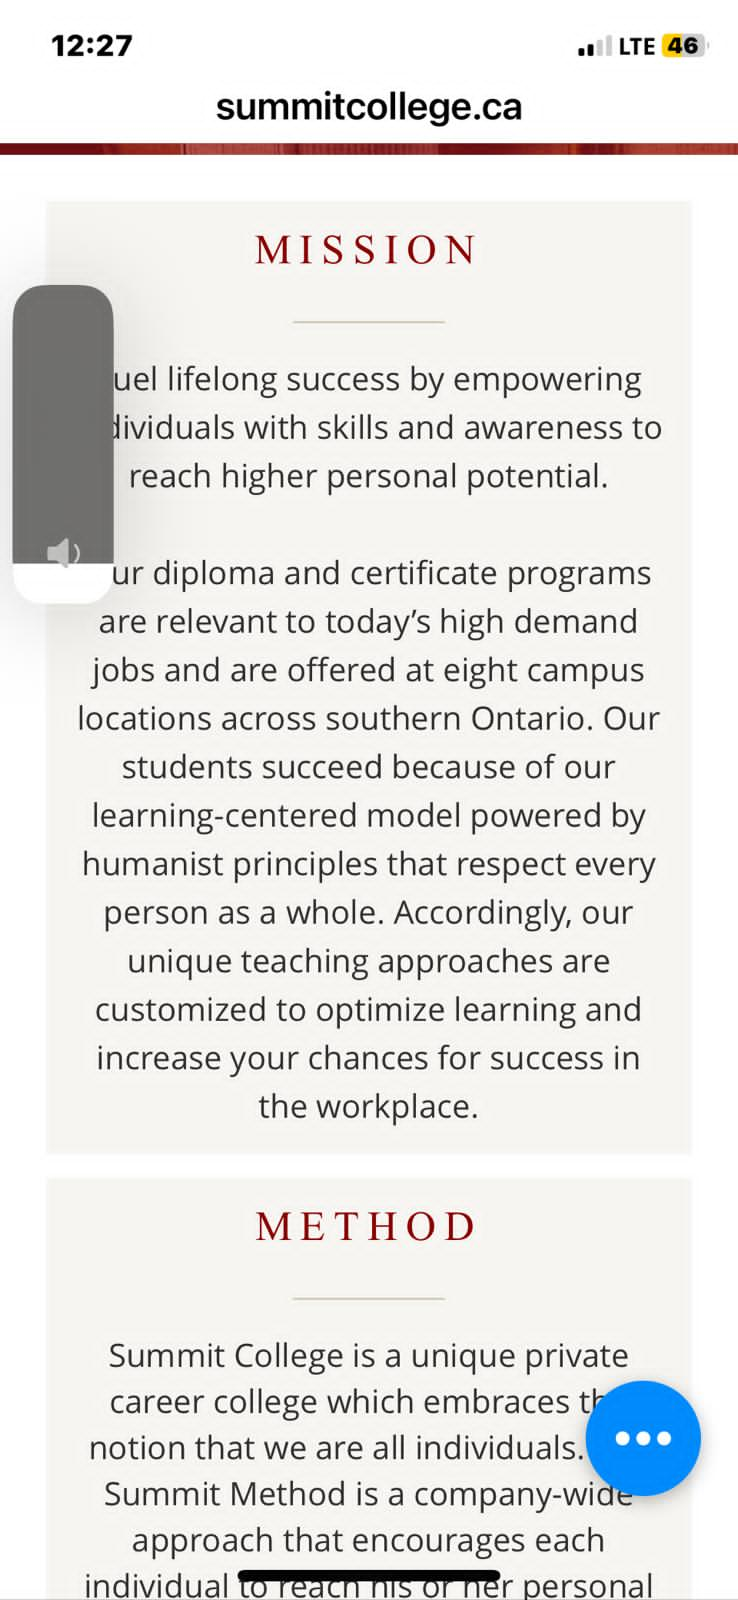 12:27
LTE 46
summitcollege.ca
MISSION
uel lifelong success by empowering
dividuals with skills and awareness to
reach higher personal potential.
ur diploma and certificate programs
are relevant to today’s high demand
jobs and are offered at eight campus
locations across southern Ontario. Our
students succeed because of our
learning-centered model powered by
humanist principles that respect every
person as a whole. Accordingly, our
unique teaching approaches are
customized to optimize learning and
increase your chances for success in
the workplace.
METHOD
Summit College is a unique private
career college which embraces th
notion that we are all individuals.
Summit Method is a company-wide
approach that encourages each
individual to reach his or her personal